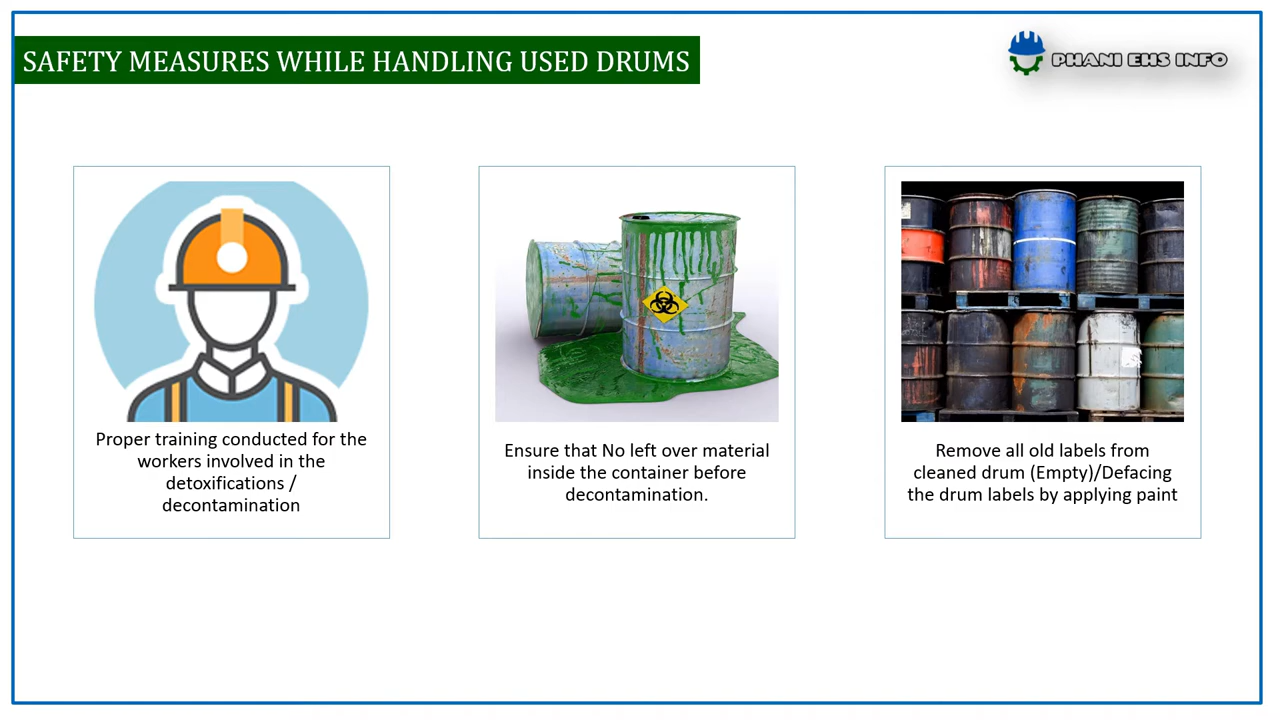 SAFETY MEASURES WHILE HANDLING USED DRUMS
PHANI EHS INFO
Proper training conducted for the
workers involved in the
detoxifications /
decontamination
Ensure that No left over material
inside the container before
decontamination.
Remove all old labels from
cleaned drum (Empty)/Defacing
the drum labels by applying paint